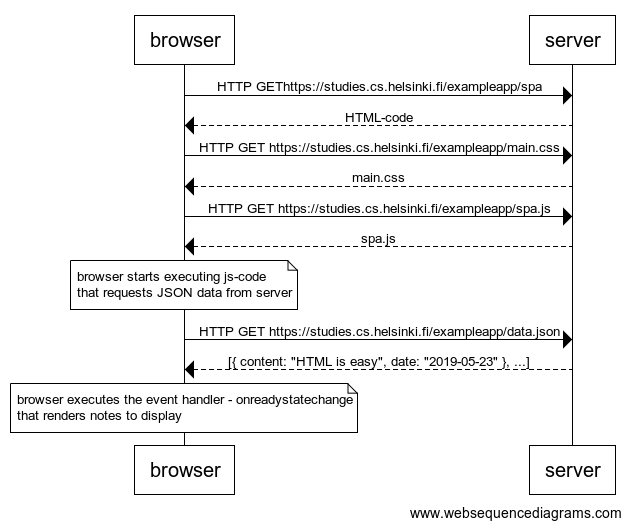 browser server
HTTP GEThttps://studies.cs.helsinki.fi/exampleapp/spa
HTML-code
HTTP GET https://studies.cs.helsinki.fi/exampleapp/main.css
main.css
HTTP GET https://studies.cs.helsinki.fi/exampleapp/spa.js
spa.js
browser starts executing js-code
that requests JSON data from server
HTTP GET https://studies.cs.helsinki.fi/exampleapp/data.json
[{ content: "HTML is easy", date: "2019-05-23" }, ...]
browser executes the event handler - onreadystatechange
that renders notes to display
browser server
www.websequencediagrams.com